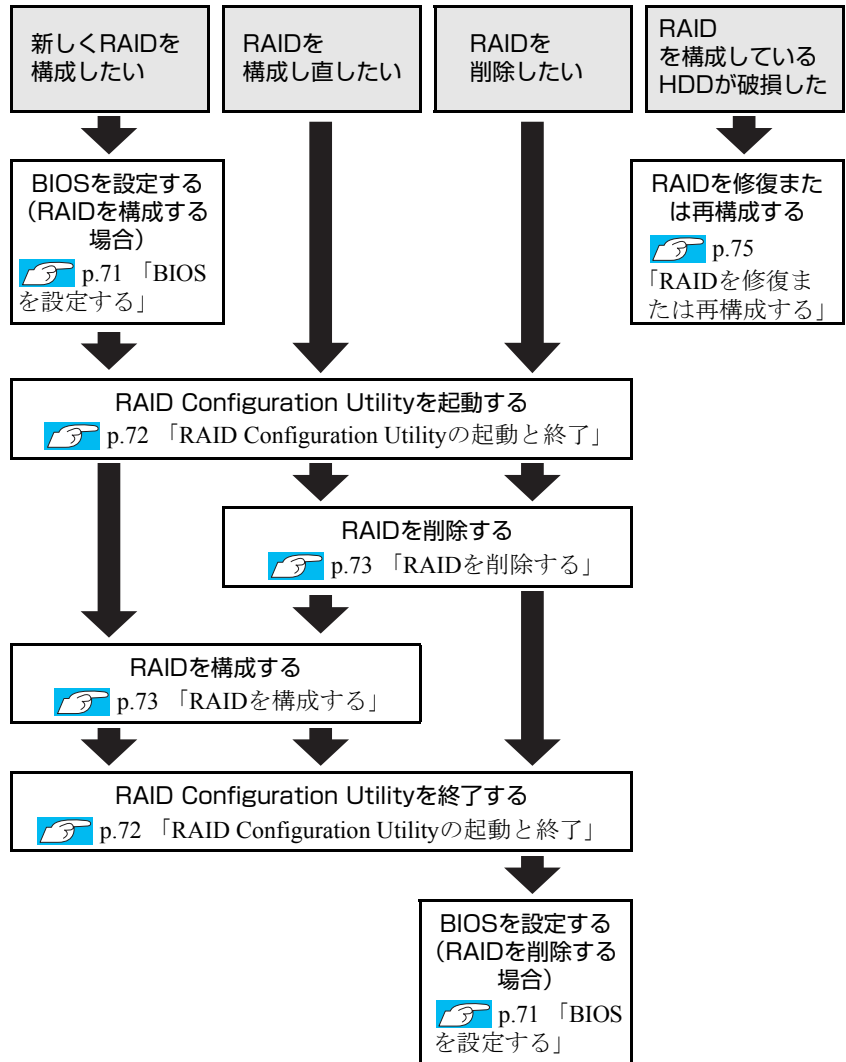 新しくRAIDを
構成したい
RAIDを
構成し直したい
RAIDを
削除したい
RAID
を構成している
HDDが破損した
BIOSを設定する
(RAIDを構成する
場合)
p.71 「BIOS
を設定する」
RAIDを修復また
は再構成する
p.75
「RAIDを修復ま
たは再構成する」
RAID Configuration Utilityを起動する
p.72 「RAID Configuration Utilityの起動と終了」
RAIDを削除する
p.73 「RAIDを削除する」
RAIDを構成する
p.73 「RAIDを構成する」
RAID Configuration Utilityを終了する
p.72 「RAID Configuration Utilityの起動と終了」
BIOSを設定する
(RAIDを削除する
場合)
p.71 「BIOS
を設定する」